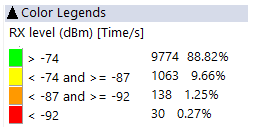 Color Legends
RX level (dBm) [Time/s]
> -74 9774 88.82%
< -74 and >= -87 1063 9.66%
< -87 and >= -92 138 1.25%
< -92 30 0.27%